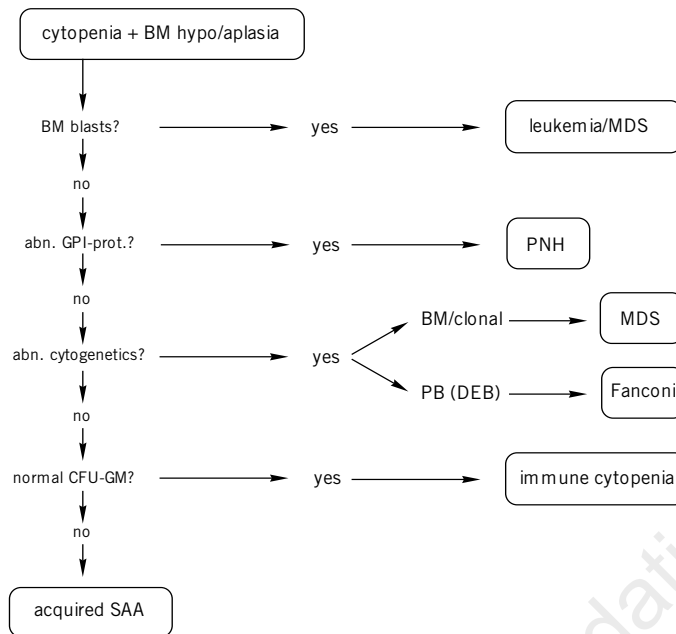 cytopenia + BM hypo/aplasia
BM blasts?
yes
leukemia/MDS
no
abn. GPI-prot.?
yes
PNH
no
BM/clonal
MDS
abn. cytogenetics?
yes
PB (DEB)
Fanconi
no
normal CFU-GM?
yes
immune cytopenia
no
acquired SAA